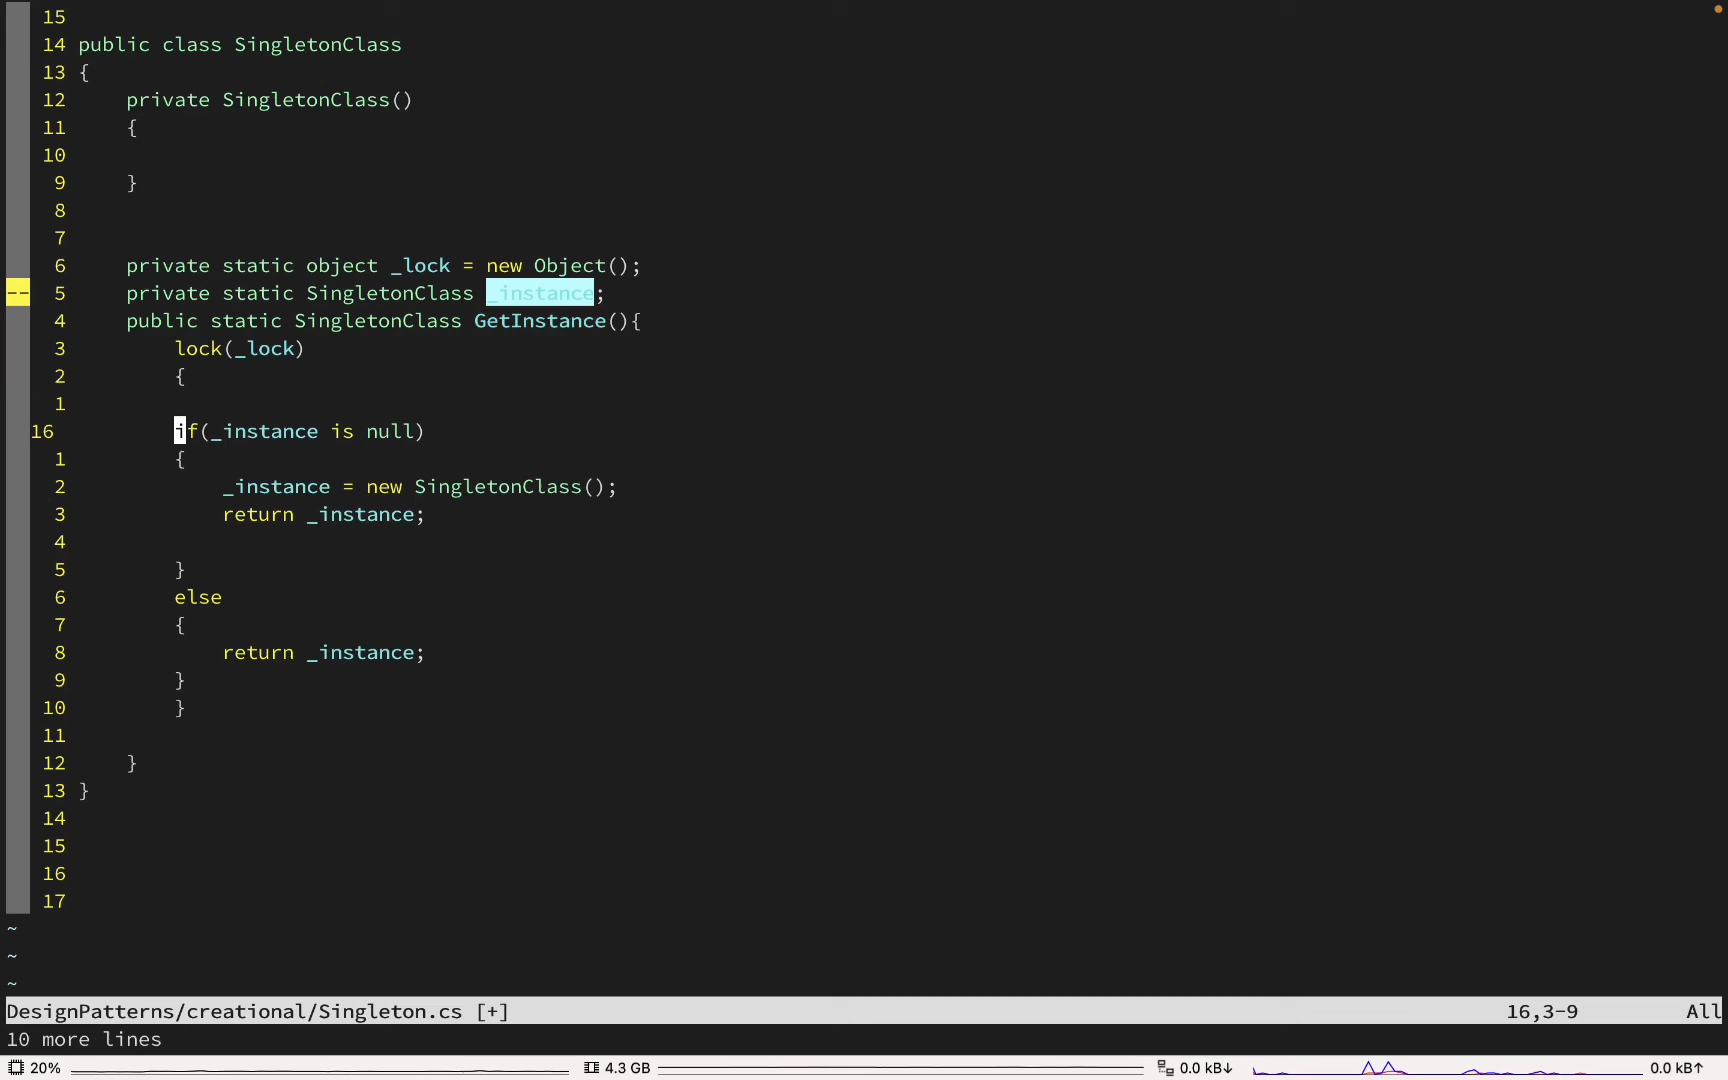 15
14 public class SingletonClass
13 {
12     private SingletonClass()
11     {
10
9     }
8
7
6     private static object _lock = new Object();
-- 5     private static SingletonClass _instance;
4     public static SingletonClass GetInstance(){
3         lock(_lock)
2         {
1
16         if(_instance is null)
1         {
2             _instance = new SingletonClass();
3             return _instance;
4
5         }
6         else
7         {
8             return _instance;
9         }
10         }
11
12     }
13 }
14
15
16
17
~
~
~
DesignPatterns/creational/Singleton.cs [+] 16,3-9 All
10 more lines
20% 4.3 GB 0.0 kB↓ 0.0 kB↑